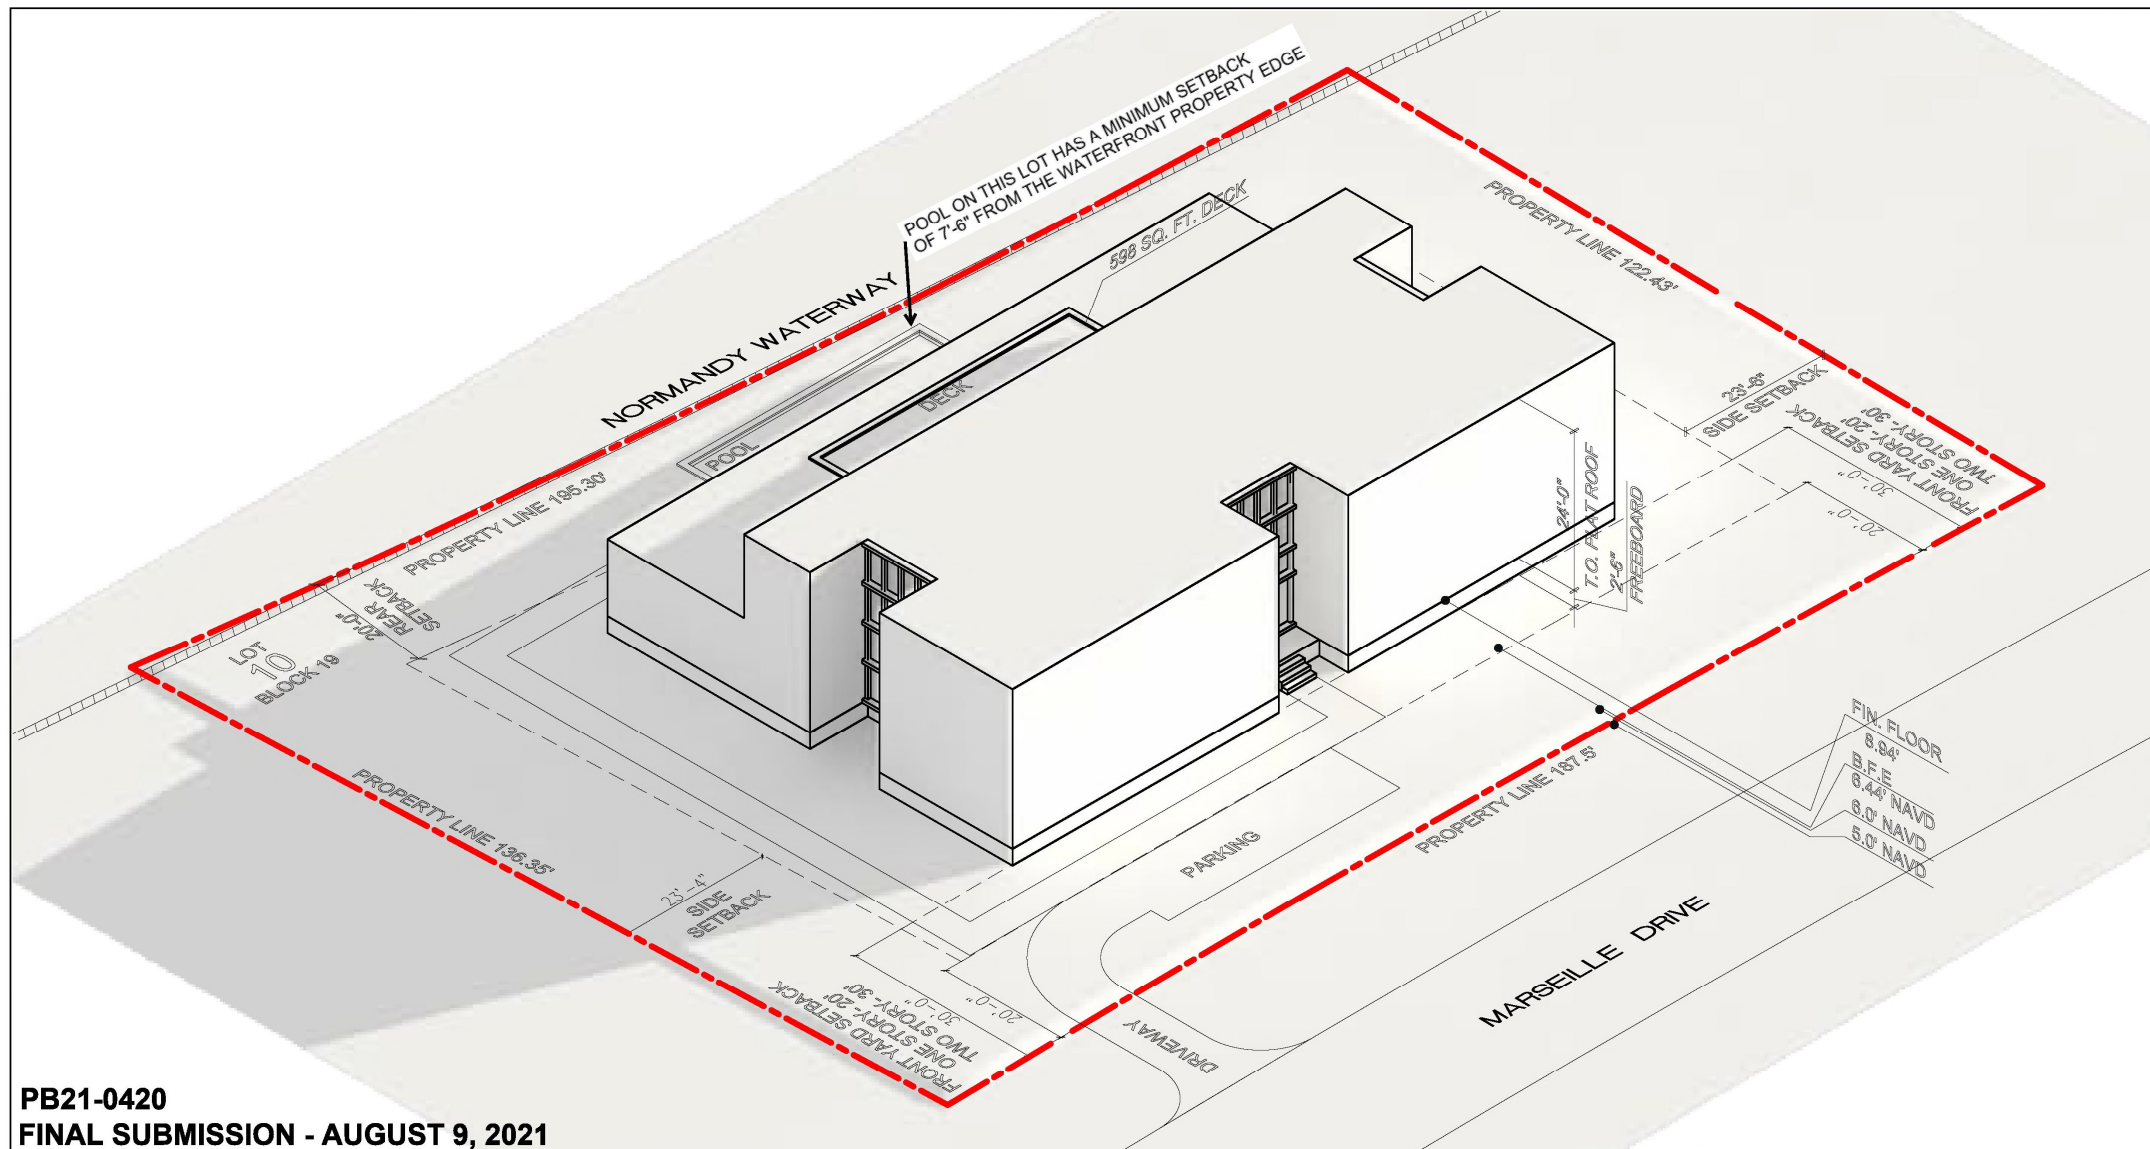 POOL ON THIS LOT HAS A MINIMUM SETBACK
OF 7'-6" FROM THE WATERFRONT PROPERTY EDGE
598 SQ. FT. DECK
NORMANDY WATERWAY
PROPERTY LINE 122.43'
DECK
POOL
23'-6"
SIDE SETBACK
FRONT YARD SETBACK
ONE STORY- 20'
TWO STORY- 30'
30'-0"
20'-0"
PROPERTY LINE 195.30'
24'-0"
T.O. FLAT ROOF
2'-6"
FREEBOARD
20'-0"
REAR
SETBACK
LOT
10
BLOCK 19
FIN. FLOOR
8.94'
B.F.E
6.44' NAVD
6.0' NAVD
5.0' NAVD
PROPERTY LINE 187.5'
PROPERTY LINE 136.35'
PARKING
23'-4"
SIDE
SETBACK
MARSEILLE DRIVE
20'-0"
30'-0"
FRONT YARD SETBACK
ONE STORY- 20'
TWO STORY- 30'
DRIVEWAY
PB21-0420
FINAL SUBMISSION - AUGUST 9, 2021